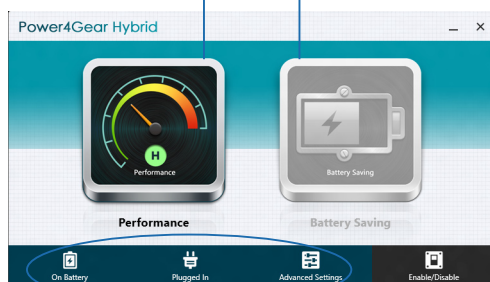 Power4Gear Hybrid
H
Performance
Battery Saving
Performance
Battery Saving
On Battery
Plugged In
Advanced Settings
Enable/Disable